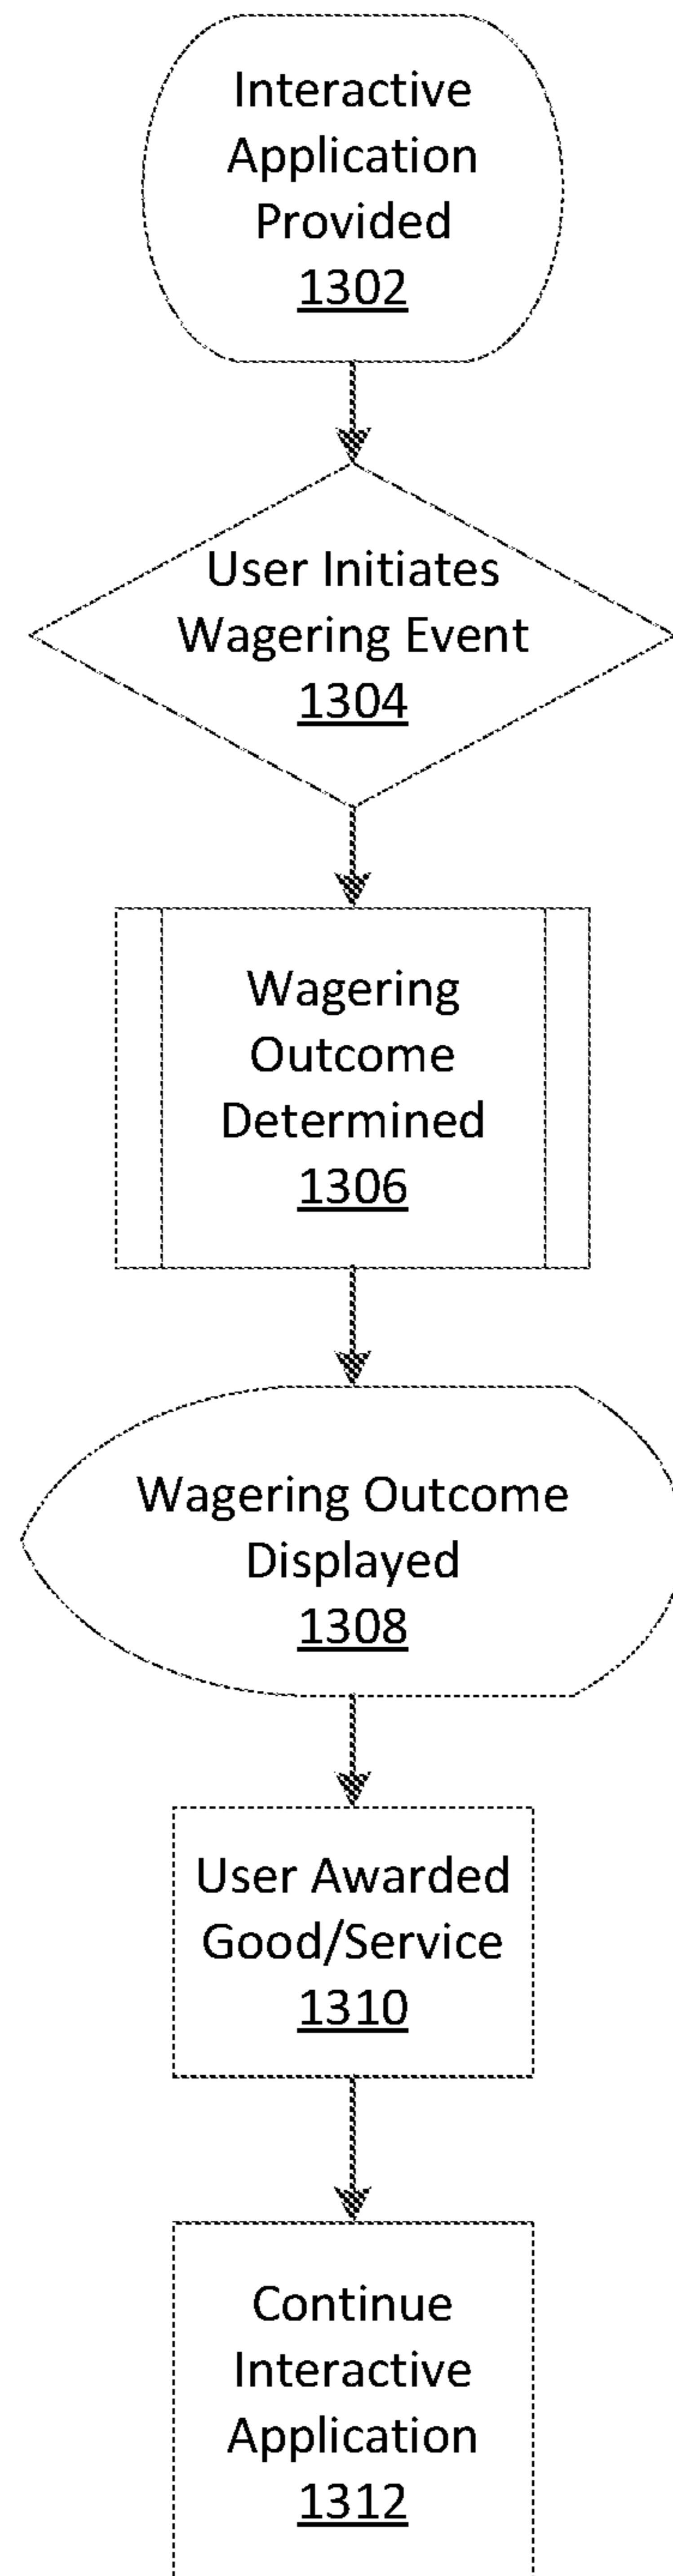 Interactive
Application
Provided
1302
User Initiates
Wagering Event
1304
Wagering
Outcome
Determined
1306
Wagering Outcome
Displayed
1308
User Awarded
Good/Service
1310
Continue
Interactive
Application
1312